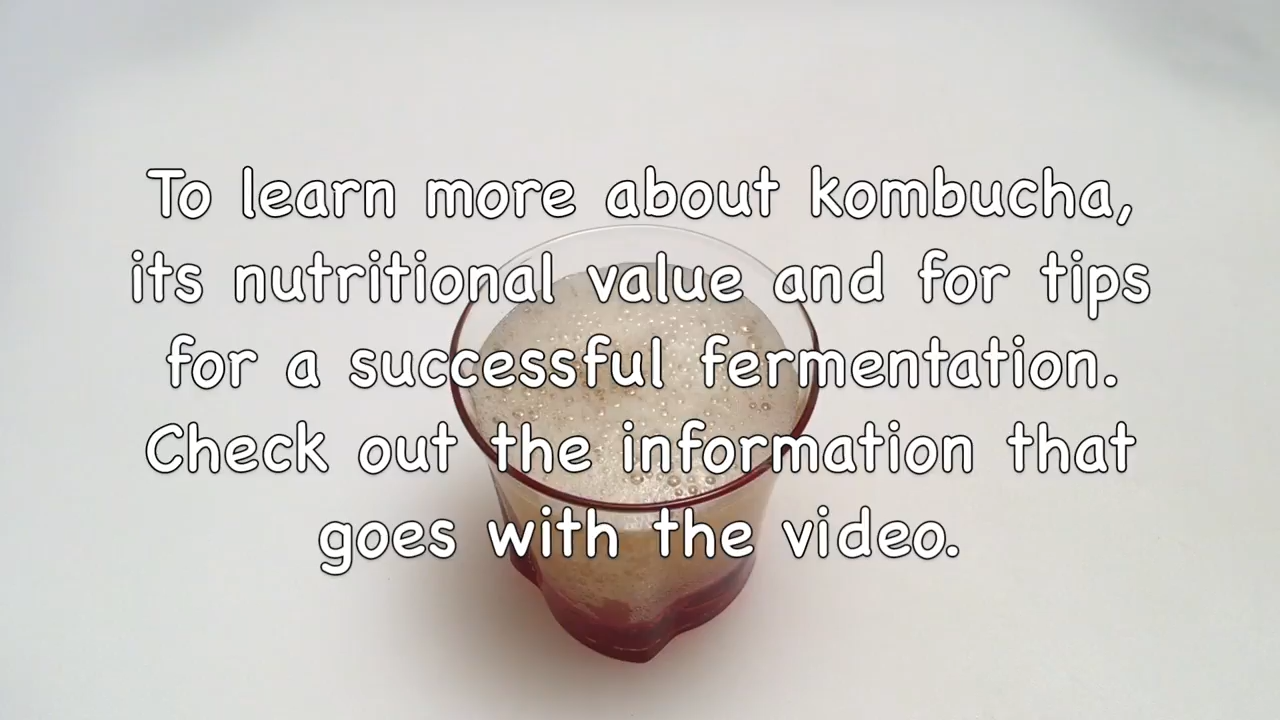 To learn more about kombucha,
its nutritional value and for tips
for a successful fermentation.
Check out the information that
goes with the video.